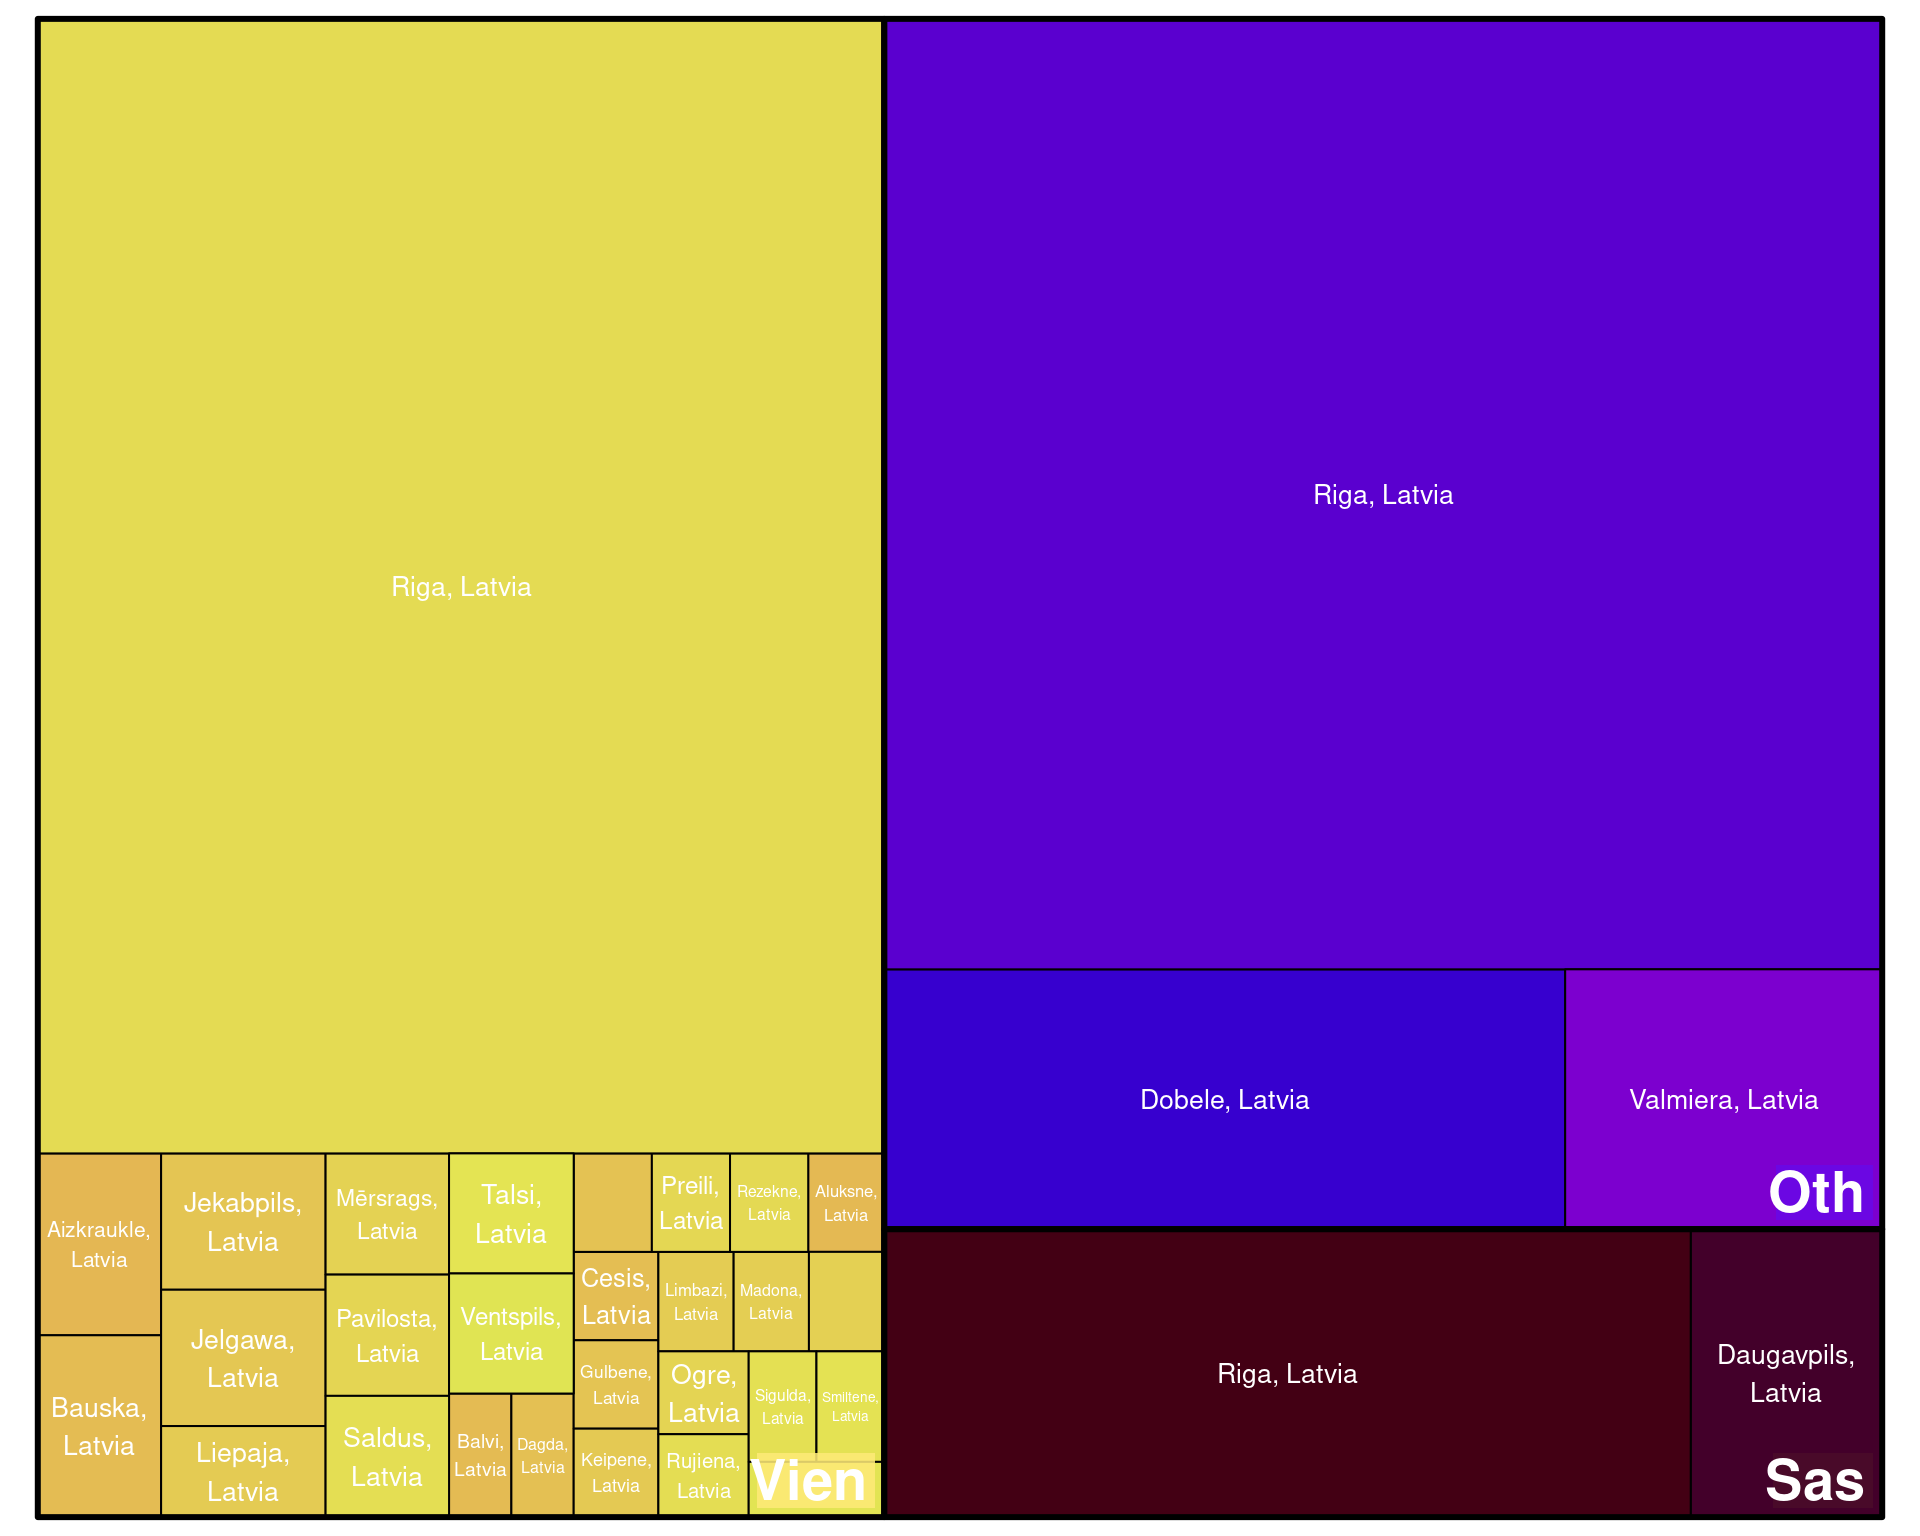 Riga, Latvia
Aizkraukle,
Latvia
Bauska,
Latvia
Jekabpils,
Latvia
Jelgawa,
Latvia
Liepaja,
Latvia
Mērsrags,
Latvia
Pavilosta,
Latvia
Saldus,
Latvia
Talsi,
Latvia
Ventspils,
Latvia
Balvi,
Latvia
Dagda,
Latvia
Cesis,
Latvia
Gulbene,
Latvia
Keipene,
Latvia
Preili,
Latvia
Rezekne,
Latvia
Aluksne,
Latvia
Limbazi,
Latvia
Madona,
Latvia
Ogre,
Latvia
Rujiena,
Latvia
Sigulda,
Latvia
Smiltene,
Latvia
Vien
Riga, Latvia
Dobele, Latvia
Valmiera, Latvia
Oth
Riga, Latvia
Daugavpils,
Latvia
Sas